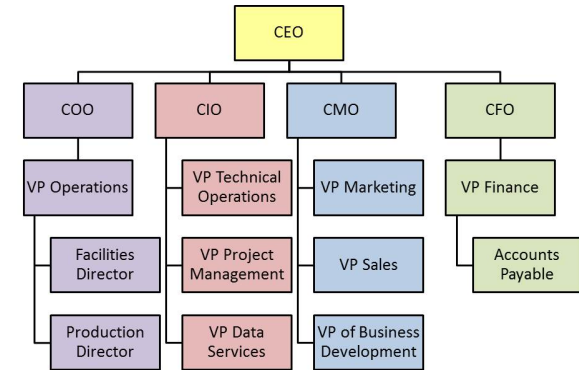 CEO
COO
CIO
CMO
CFO
VP Operations
VP Technical
Operations
VP Marketing
VP Finance
Facilities
Director
VP Project
Management
VP Sales
Accounts
Payable
Production
Director
VP Data
Services
VP of Business
Development